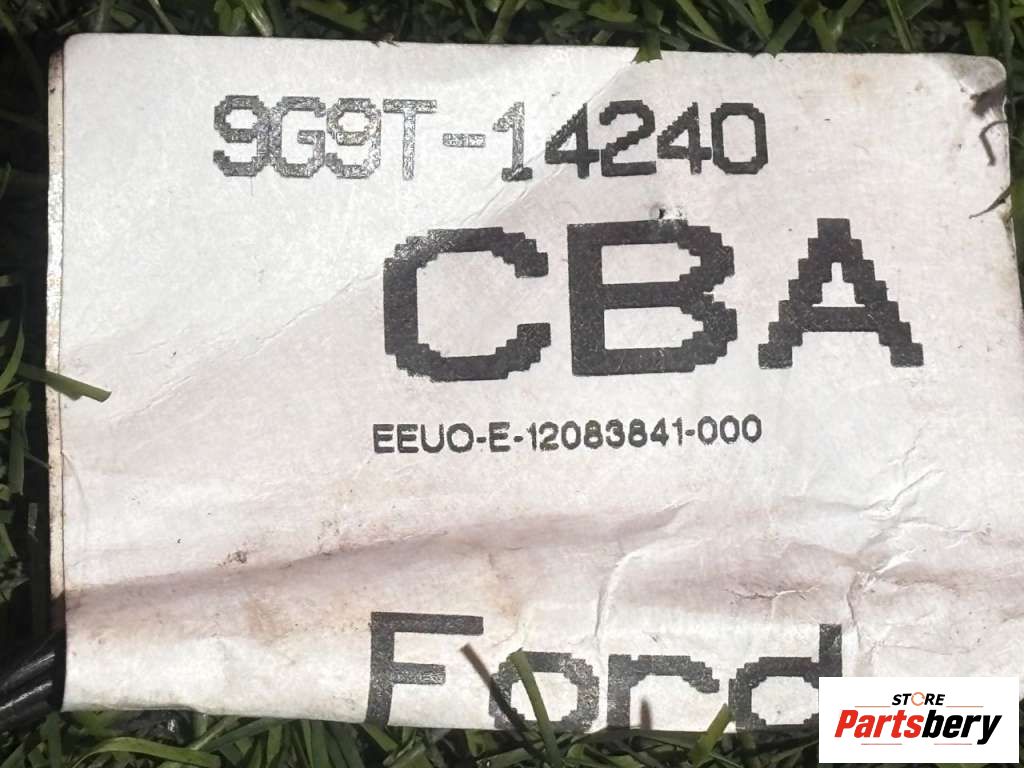 9G9T-14240
CBA
EEUO-E-12083841-000
Ford
STORE
Partsbery